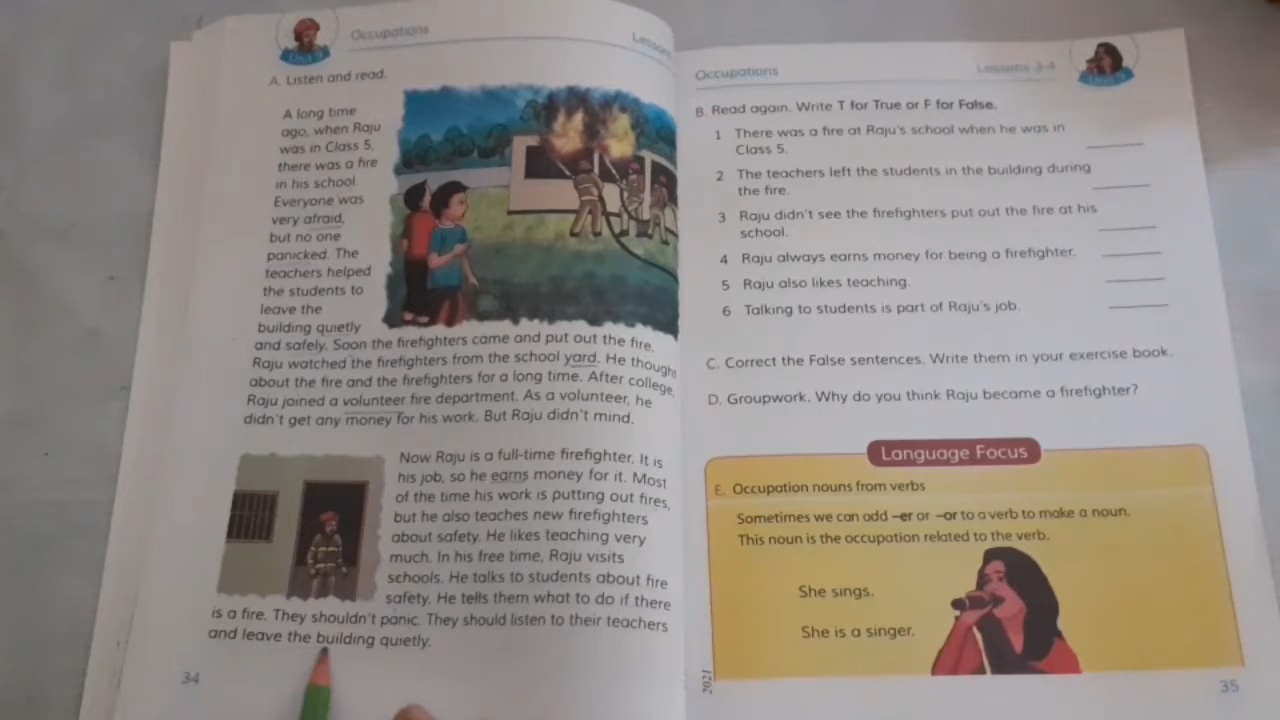 Occupations
Lessons
A. Listen and read.
A long time
ago, when Raju
was in Class 5,
there was a fire
in his school.
Everyone was
very afraid,
but no one
panicked. The
teachers helped
the students to
leave the
building quietly
and safely. Soon the firefighters came and put out the fire.
Raju watched the firefighters from the school yard. He thought
about the fire and the firefighters for a long time. After college,
Raju joined a volunteer fire department. As a volunteer, he
didn't get any money for his work. But Raju didn't mind.
Now Raju is a full-time firefighter. It is
his job, so he earns money for it. Most
of the time his work is putting out fires,
but he also teaches new firefighters
about safety. He likes teaching very
much. In his free time, Raju visits
schools. He talks to students about fire
safety. He tells them what to do if there
is a fire. They shouldn't panic. They should listen to their teachers
and leave the building quietly.
34
Occupations
Lessons 3-4
B. Read again. Write T for True or F for False.
1 There was a fire at Raju's school when he was in
Class 5.
2 The teachers left the students in the building during
the fire.
3 Raju didn't see the firefighters put out the fire at his
school.
4 Raju always earns money for being a firefighter.
5 Raju also likes teaching.
6 Talking to students is part of Raju's job.
C. Correct the False sentences. Write them in your exercise book.
D. Groupwork. Why do you think Raju became a firefighter?
Language Focus
E. Occupation nouns from verbs
Sometimes we can add –er or –or to a verb to make a noun.
This noun is the occupation related to the verb.
She sings.
She is a singer.
2021
35